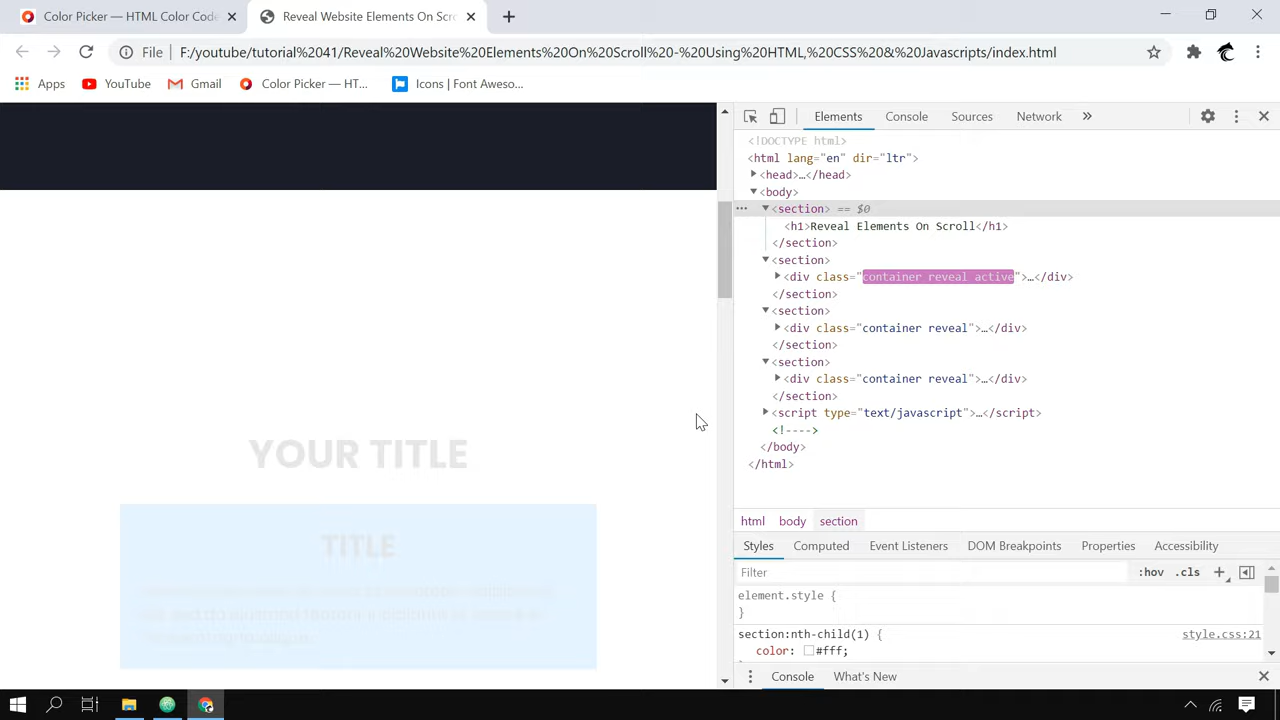 Color Picker — HTML Color Code
Reveal Website Elements On Scro
File
F:/youtube/tutorial%2041/Reveal%20Website%20Elements%20On%20Scroll%20-%20Using%20HTML,%20CSS%20&%20Javascripts/index.html
Apps
YouTube
Gmail
Color Picker — HT...
Icons | Font Aweso...
Elements
Console
Sources
Network
<!DOCTYPE html>
<html lang="en" dir="ltr">
<head>…</head>
<body>
<section> == $0
<h1>Reveal Elements On Scroll</h1>
</section>
<section>
<div class="container reveal active">…</div>
</section>
<section>
<div class="container reveal">…</div>
</section>
<section>
<div class="container reveal">…</div>
</section>
<script type="text/javascript">…</script>
<!---->
</body>
</html>
YOUR TITLE
TITLE
html
body
section
Styles
Computed
Event Listeners
DOM Breakpoints
Properties
Accessibility
Filter
:hov
.cls
element.style {
}
section:nth-child(1) {
style.css:21
color: #fff;
Console
What's New